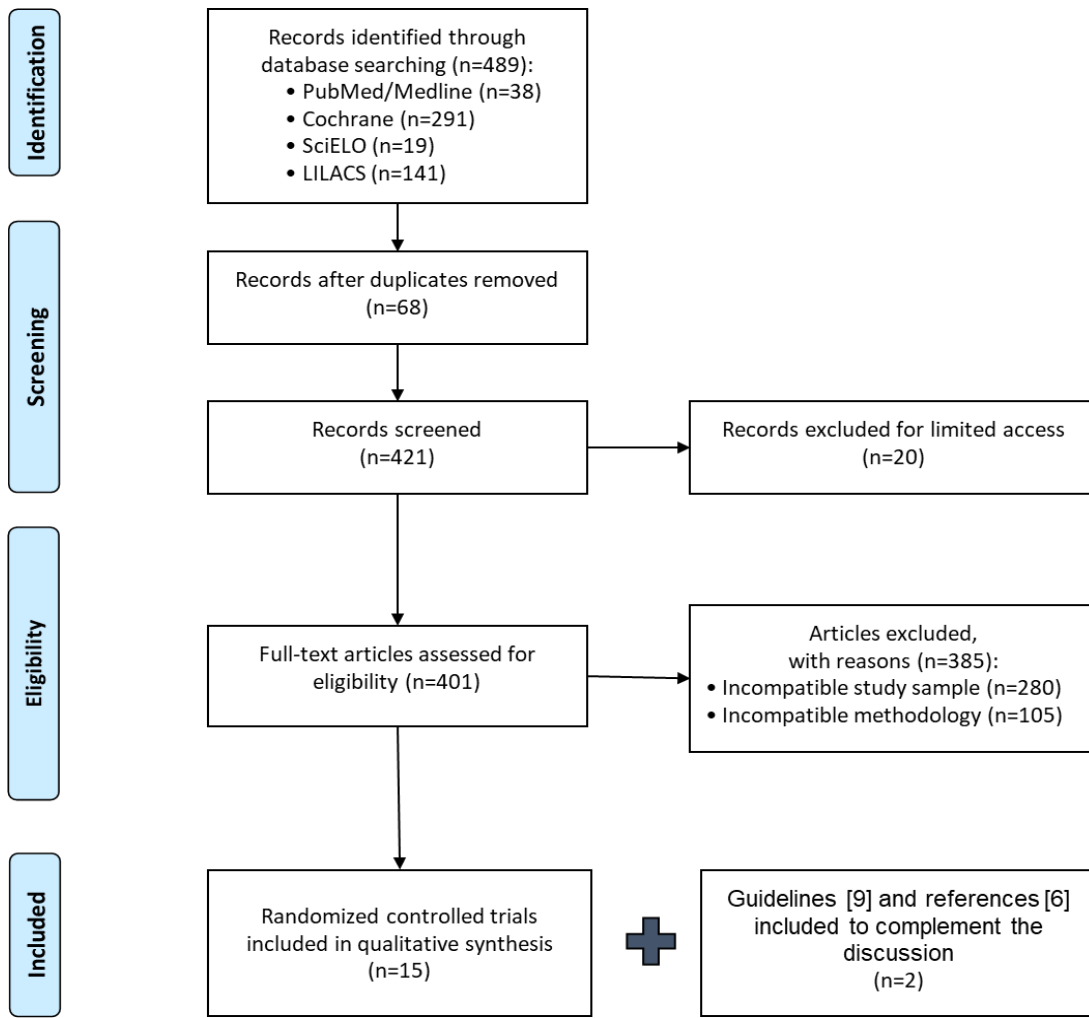 Identification
Records identified through
database searching (n=489):
• PubMed/Medline (n=38)
• Cochrane (n=291)
• SciELO (n=19)
• LILACS (n=141)
Screening
Records after duplicates removed
(n=68)
Records screened
(n=421)
Records excluded for limited access
(n=20)
Eligibility
Full-text articles assessed for
eligibility (n=401)
Articles excluded,
with reasons (n=385):
• Incompatible study sample (n=280)
• Incompatible methodology (n=105)
Included
Randomized controlled trials
included in qualitative synthesis
(n=15)
Guidelines [9] and references [6]
included to complement the
discussion
(n=2)